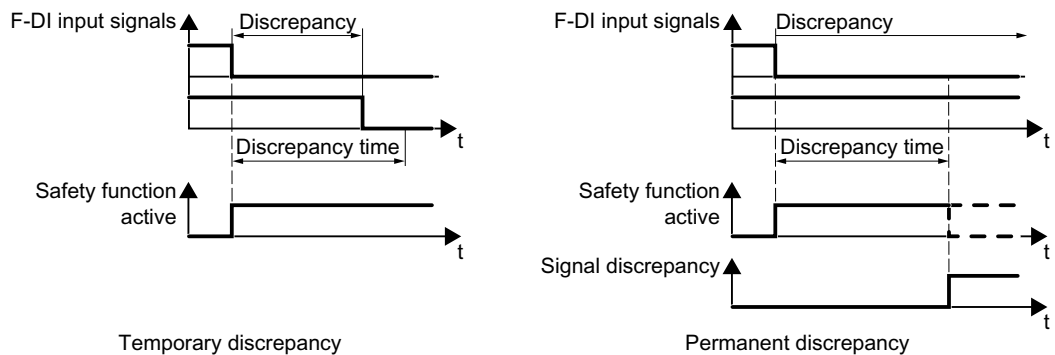 F-DI input signals
Discrepancy
t
Discrepancy time
Safety function
active
t
Temporary discrepancy
F-DI input signals
Discrepancy
t
Discrepancy time
Safety function
active
t
Signal discrepancy
t
Permanent discrepancy